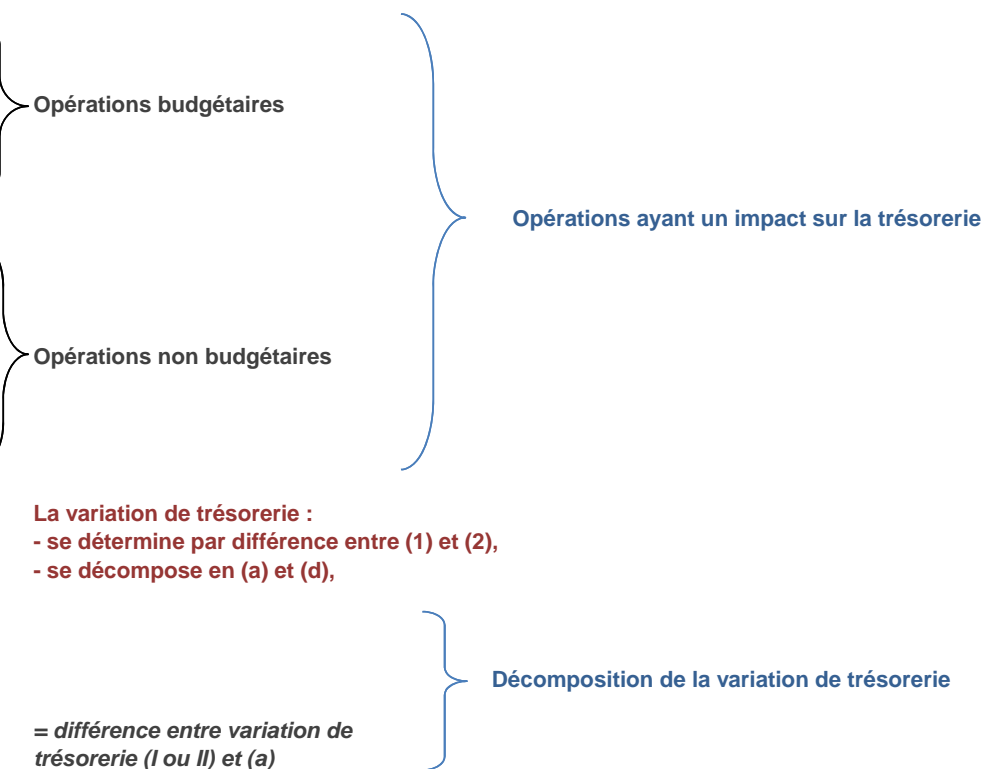 Opérations budgétaires
Opérations ayant un impact sur la trésorerie
Opérations non budgétaires
La variation de trésorerie :
- se détermine par différence entre (1) et (2),
- se décompose en (a) et (d),
Décomposition de la variation de trésorerie
= différence entre variation de
trésorerie (I ou II) et (a)